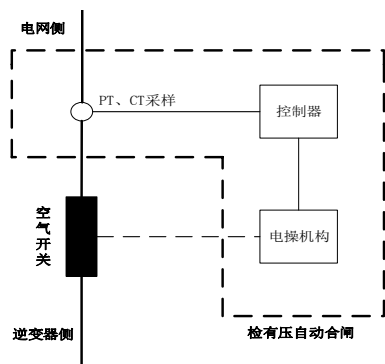 电网侧
PT、CT采样
控制器
空气开关
电操机构
逆变器侧
检有压自动合闸